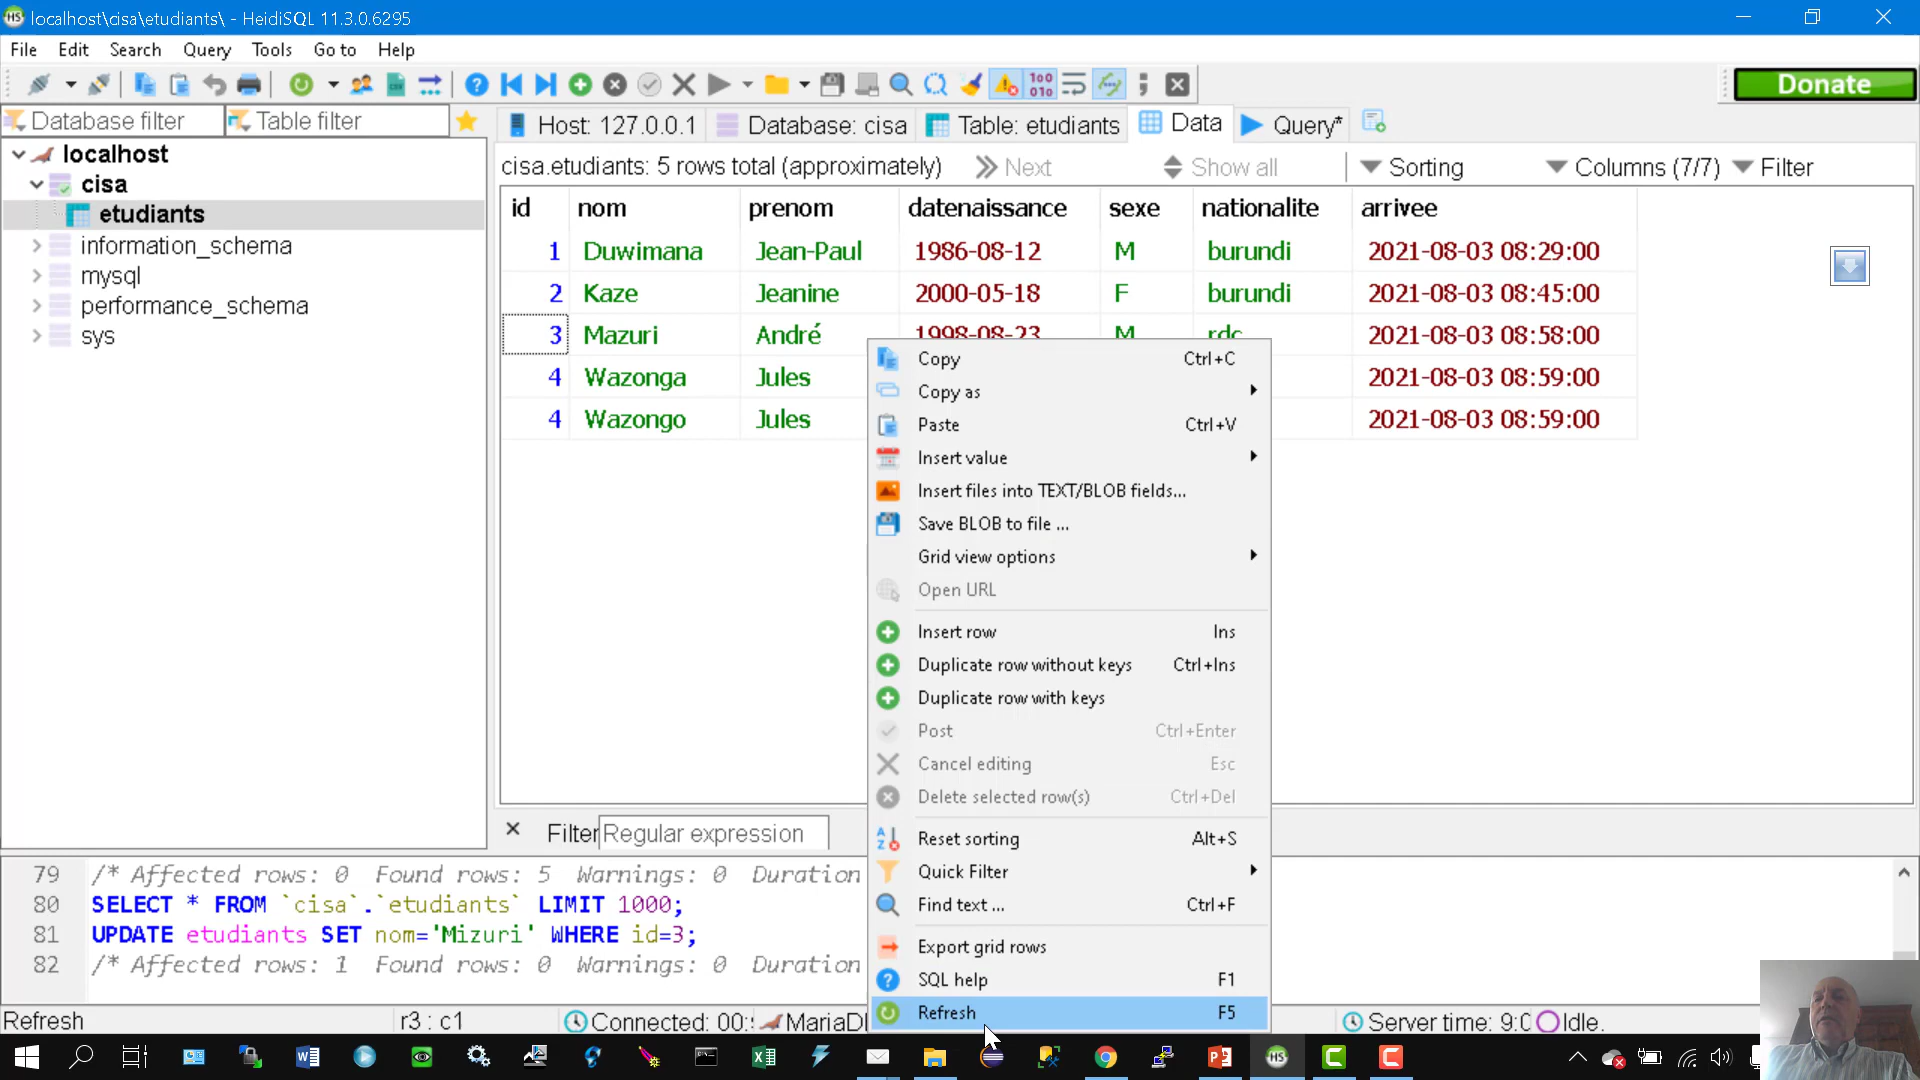 localhost\cisa\etudiants\ - HeidiSQL 11.3.0.6295
File Edit Search Query Tools Go to Help
Donate
Database filter Table filter Host: 127.0.0.1 Database: cisa Table: etudiants Data Query*
cisa.etudiants: 5 rows total (approximately) Next Show all Sorting Columns (7/7) Filter
localhost
cisa
etudiants
information_schema
mysql
performance_schema
sys
id nom prenom datenaissance sexe nationalite arrivee
1 Duwimana Jean-Paul 1986-08-12 M burundi 2021-08-03 08:29:00
2 Kaze Jeanine 2000-05-18 F burundi 2021-08-03 08:45:00
3 Mazuri André 1998-08-23 M rdc 2021-08-03 08:58:00
4 Wazonga Jules 2021-08-03 08:59:00
4 Wazongo Jules 2021-08-03 08:59:00
Copy Ctrl+C
Copy as
Paste Ctrl+V
Insert value
Insert files into TEXT/BLOB fields...
Save BLOB to file ...
Grid view options
Open URL
Insert row Ins
Duplicate row without keys Ctrl+Ins
Duplicate row with keys
Post Ctrl+Enter
Cancel editing Esc
Delete selected row(s) Ctrl+Del
Reset sorting Alt+S
Quick Filter
Find text ... Ctrl+F
Export grid rows
SQL help F1
Refresh F5
Filter Regular expression
79 /* Affected rows: 0 Found rows: 5 Warnings: 0 Duration
80 SELECT * FROM `cisa`.`etudiants` LIMIT 1000;
81 UPDATE etudiants SET nom='Mizuri' WHERE id=3;
82 /* Affected rows: 1 Found rows: 0 Warnings: 0 Duration
Refresh r3 : c1 Connected: 00: MariaD Server time: 9:0 Idle.